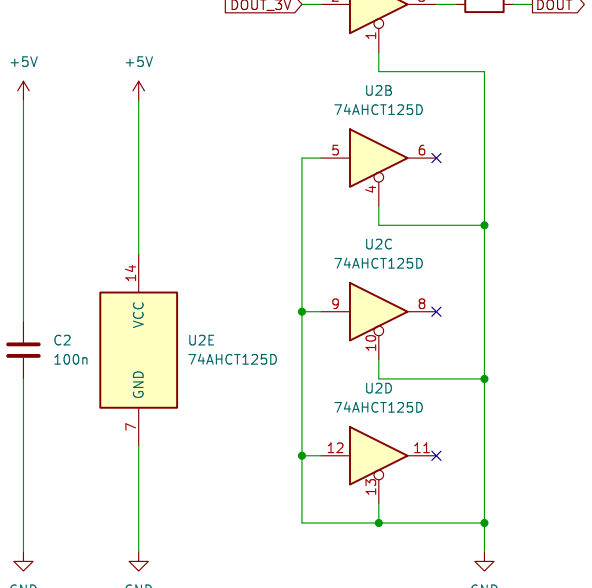 DOUT_3V
DOUT
1
+5V
+5V
U2B
74AHCT125D
5
6
4
U2C
74AHCT125D
14
9
8
VCC
10
C2
100n
U2E
74AHCT125D
GND
U2D
74AHCT125D
7
12
11
13